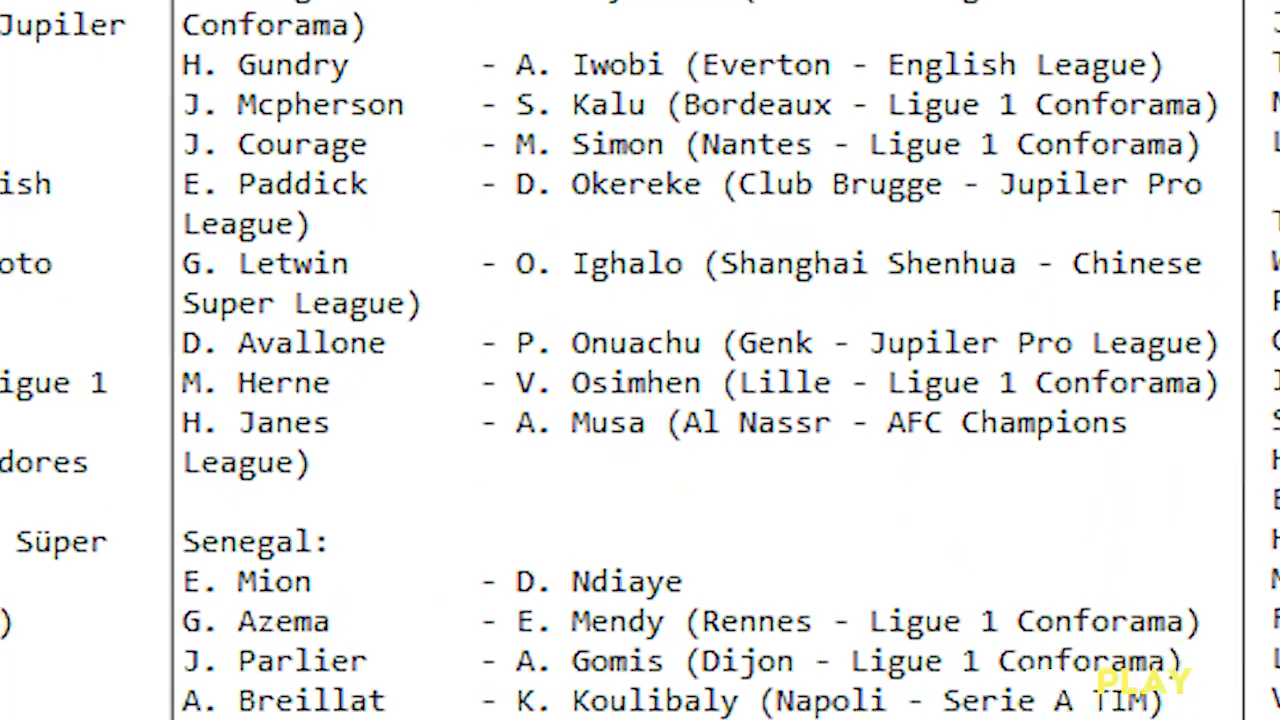 Jupiler
Conforama)
H. Gundry - A. Iwobi (Everton - English League)
J. Mcpherson - S. Kalu (Bordeaux - Ligue 1 Conforama)
J. Courage - M. Simon (Nantes - Ligue 1 Conforama)
ish
E. Paddick - D. Okereke (Club Brugge - Jupiler Pro
League)
oto
G. Letwin - O. Ighalo (Shanghai Shenhua - Chinese
Super League)
D. Avallone - P. Onuachu (Genk - Jupiler Pro League)
igue 1
M. Herne - V. Osimhen (Lille - Ligue 1 Conforama)
H. Janes - A. Musa (Al Nassr - AFC Champions
dores
League)
Süper
Senegal:
E. Mion - D. Ndiaye
)
G. Azema - E. Mendy (Rennes - Ligue 1 Conforama)
J. Parlier - A. Gomis (Dijon - Ligue 1 Conforama)
PLAY
A. Breillat - K. Koulibaly (Napoli - Serie A TIM)